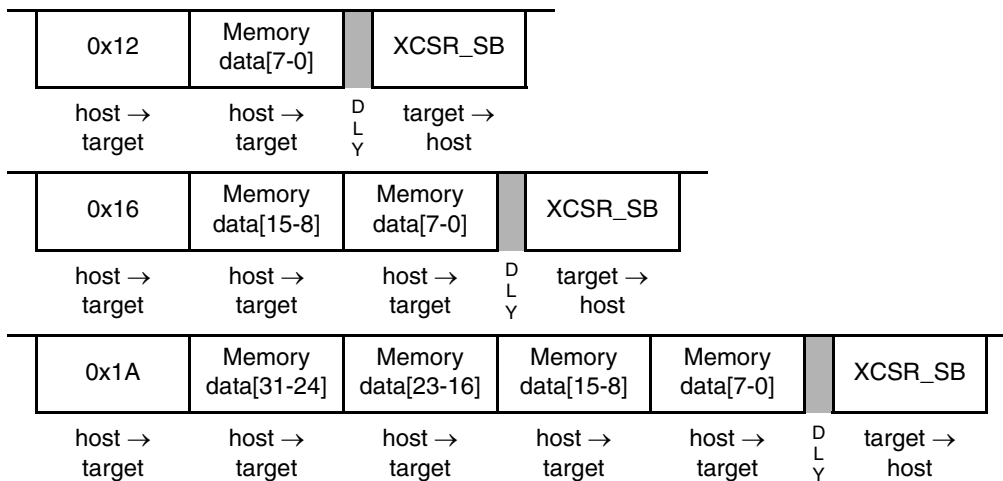 0x12 Memory data[7-0] XCSR_SB
host → target host → target D L Y target → host
0x16 Memory data[15-8] Memory data[7-0] XCSR_SB
host → target host → target host → target D L Y target → host
0x1A Memory data[31-24] Memory data[23-16] Memory data[15-8] Memory data[7-0] XCSR_SB
host → target host → target host → target host → target host → target D L Y target → host